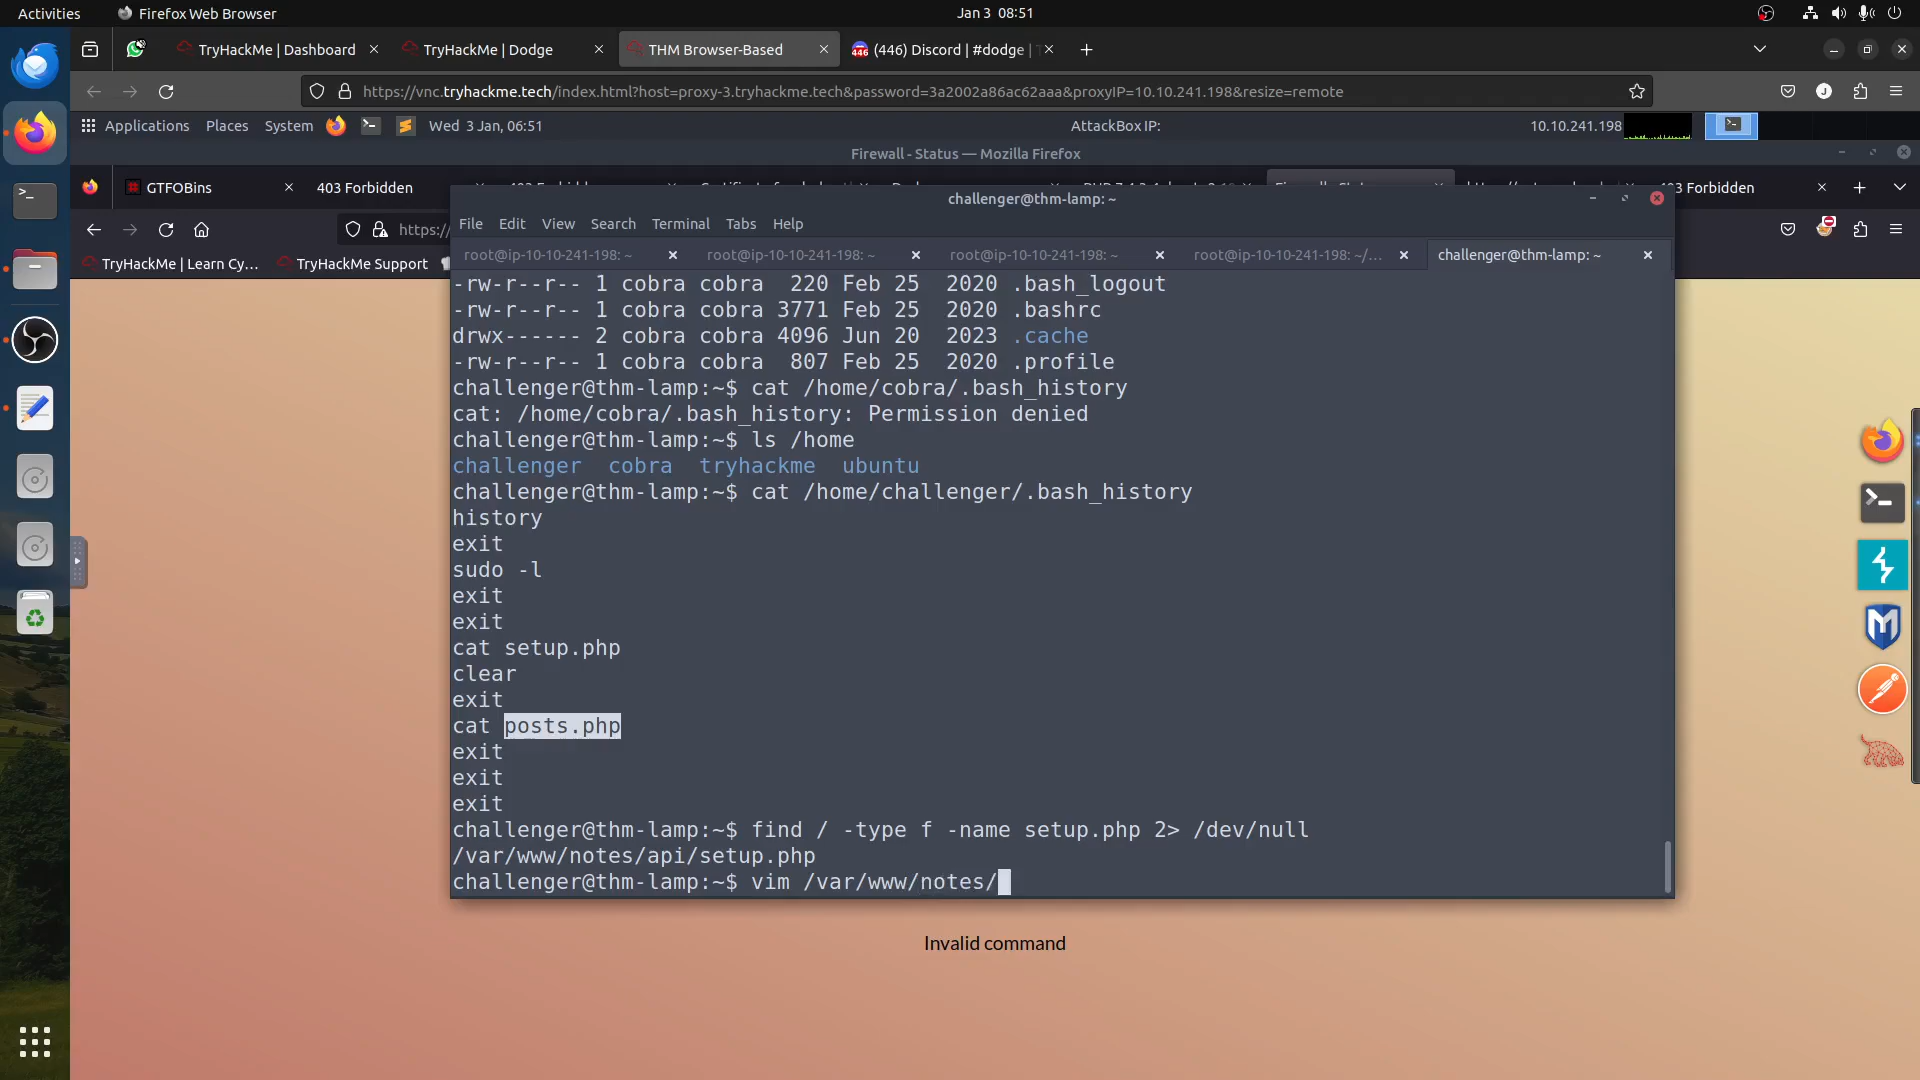 Activities Firefox Web Browser Jan 3 08:51
TryHackMe | Dashboard TryHackMe | Dodge THM Browser-Based (446) Discord | #dodge |
https://vnc.tryhackme.tech/index.html?host=proxy-3.tryhackme.tech&password=3a2002a86ac62aaa&proxyIP=10.10.241.198&resize=remote
Applications Places System Wed 3 Jan, 06:51 AttackBox IP: 10.10.241.198
Firewall - Status — Mozilla Firefox
GTFOBins 403 Forbidden 403 Forbidden
challenger@thm-lamp: ~
https://
File Edit View Search Terminal Tabs Help
TryHackMe | Learn Cy... TryHackMe Support
root@ip-10-10-241-198: ~ root@ip-10-10-241-198: ~ root@ip-10-10-241-198: ~ root@ip-10-10-241-198: ~/... challenger@thm-lamp: ~
-rw-r--r-- 1 cobra cobra 220 Feb 25 2020 .bash_logout
-rw-r--r-- 1 cobra cobra 3771 Feb 25 2020 .bashrc
drwx------ 2 cobra cobra 4096 Jun 20 2023 .cache
-rw-r--r-- 1 cobra cobra 807 Feb 25 2020 .profile
challenger@thm-lamp:~$ cat /home/cobra/.bash_history
cat: /home/cobra/.bash_history: Permission denied
challenger@thm-lamp:~$ ls /home
challenger cobra tryhackme ubuntu
challenger@thm-lamp:~$ cat /home/challenger/.bash_history
history
exit
sudo -l
exit
exit
cat setup.php
clear
exit
cat posts.php
exit
exit
exit
challenger@thm-lamp:~$ find / -type f -name setup.php 2> /dev/null
/var/www/notes/api/setup.php
challenger@thm-lamp:~$ vim /var/www/notes/
Invalid command